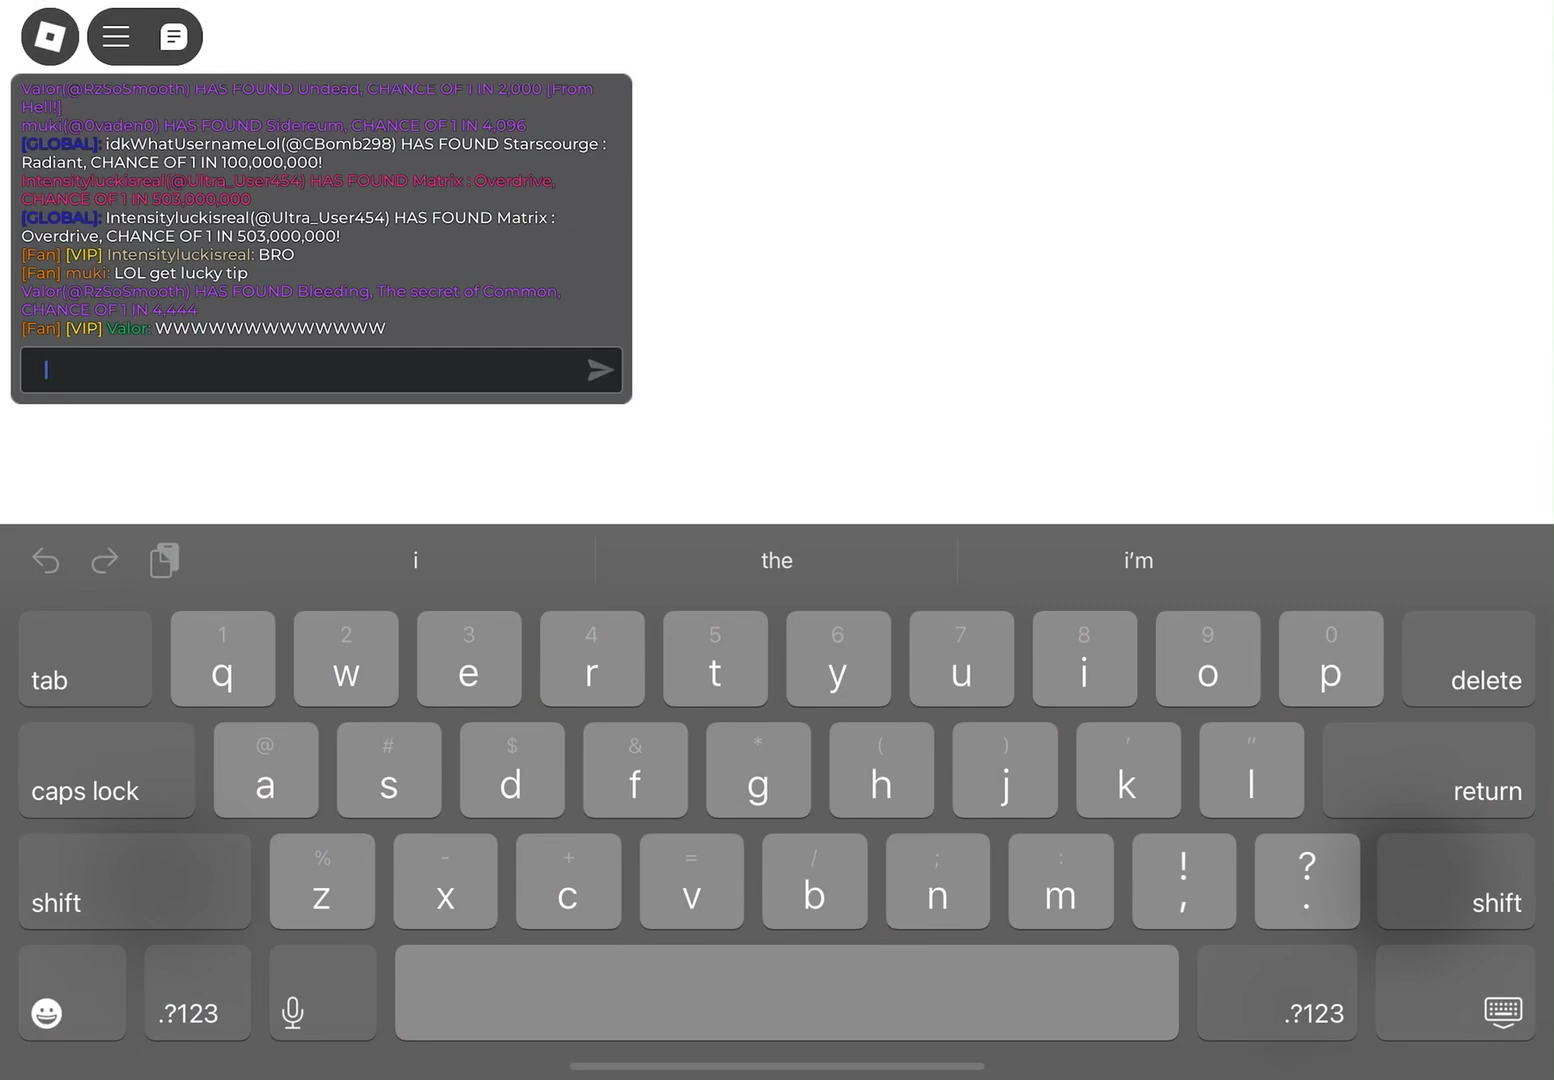 Valor(@RzSoSmooth) HAS FOUND Undead, CHANCE OF 1 IN 2,000 [From
Hell!]
muki(@0vaden0) HAS FOUND Sidereum, CHANCE OF 1 IN 4,096
[GLOBAL]: idkWhatUsernameLol(@CBomb298) HAS FOUND Starscourge :
Radiant, CHANCE OF 1 IN 100,000,000!
Intensityluckisreal(@Ultra_User454) HAS FOUND Matrix : Overdrive,
CHANCE OF 1 IN 503,000,000
[GLOBAL]: Intensityluckisreal(@Ultra_User454) HAS FOUND Matrix :
Overdrive, CHANCE OF 1 IN 503,000,000!
[Fan] [VIP] Intensityluckisreal: BRO
[Fan] muki: LOL get lucky tip
Valor(@RzSoSmooth) HAS FOUND Bleeding, The secret of Common,
CHANCE OF 1 IN 4,444
[Fan] [VIP] Valor: WWWWWWWWWWWWW
i the i'm
1 2 3 4 5 6 7 8 9 0
tab q w e r t y u i o p delete
@ # $ & * ( ) ' "
caps lock a s d f g h j k l return
% - + = / ; : ! ?
shift z x c v b n m , . shift
.?123 .?123